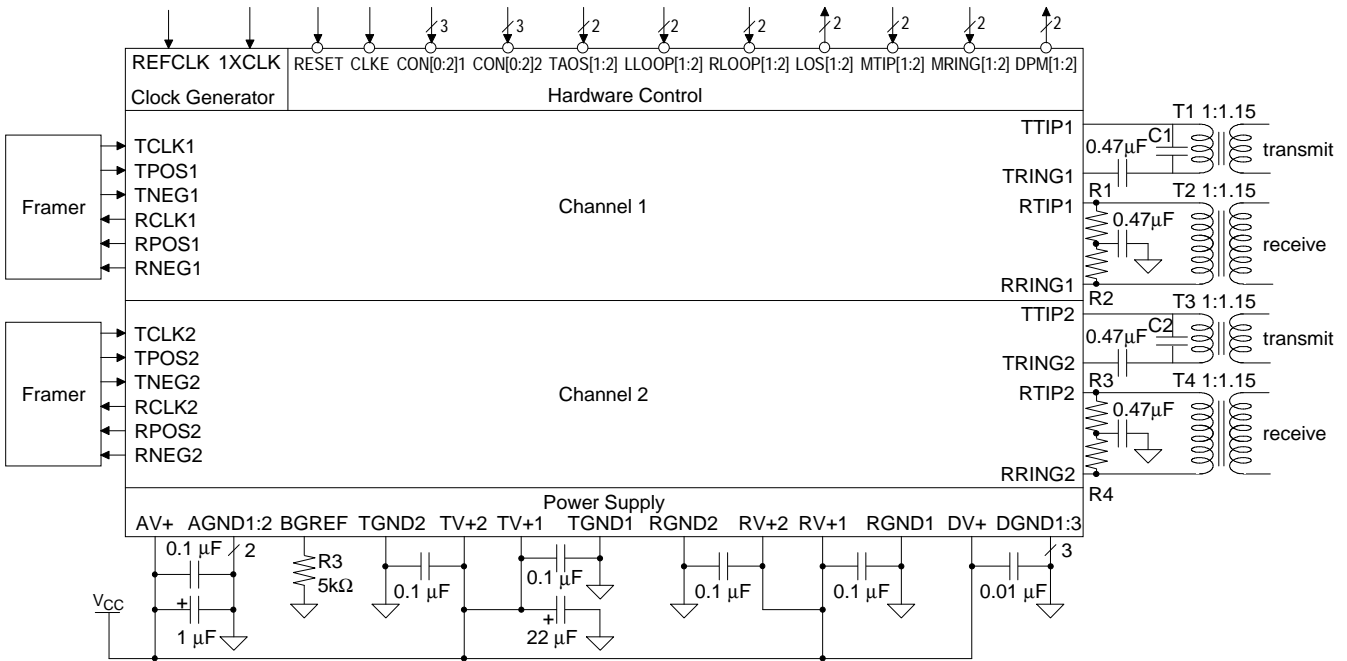 3 3 2 2 2 2 2 2 2
REFCLK 1XCLK RESET CLKE CON[0:2]1 CON[0:2]2 TAOS[1:2] LLOOP[1:2] RLOOP[1:2] LOS[1:2] MTIP[1:2] MRING[1:2] DPM[1:2]
Clock Generator Hardware Control
Framer
TCLK1
TPOS1
TNEG1
RCLK1
RPOS1
RNEG1
Channel 1
TTIP1
TRING1
RTIP1
RRING1
T1 1:1.15
0.47µF
C1
transmit
R1
T2 1:1.15
0.47µF
receive
R2
Framer
TCLK2
TPOS2
TNEG2
RCLK2
RPOS2
RNEG2
Channel 2
TTIP2
TRING2
RTIP2
RRING2
T3 1:1.15
0.47µF
C2
transmit
R3
T4 1:1.15
0.47µF
receive
R4
Power Supply
AV+ AGND1:2 BGREF TGND2 TV+2 TV+1 TGND1 RGND2 RV+2 RV+1 RGND1 DV+ DGND1:3
0.1 µF
2
R3
5kΩ
0.1 µF
0.1 µF
0.1 µF
0.1 µF
0.01 µF
3
VCC
+
1 µF
+
22 µF